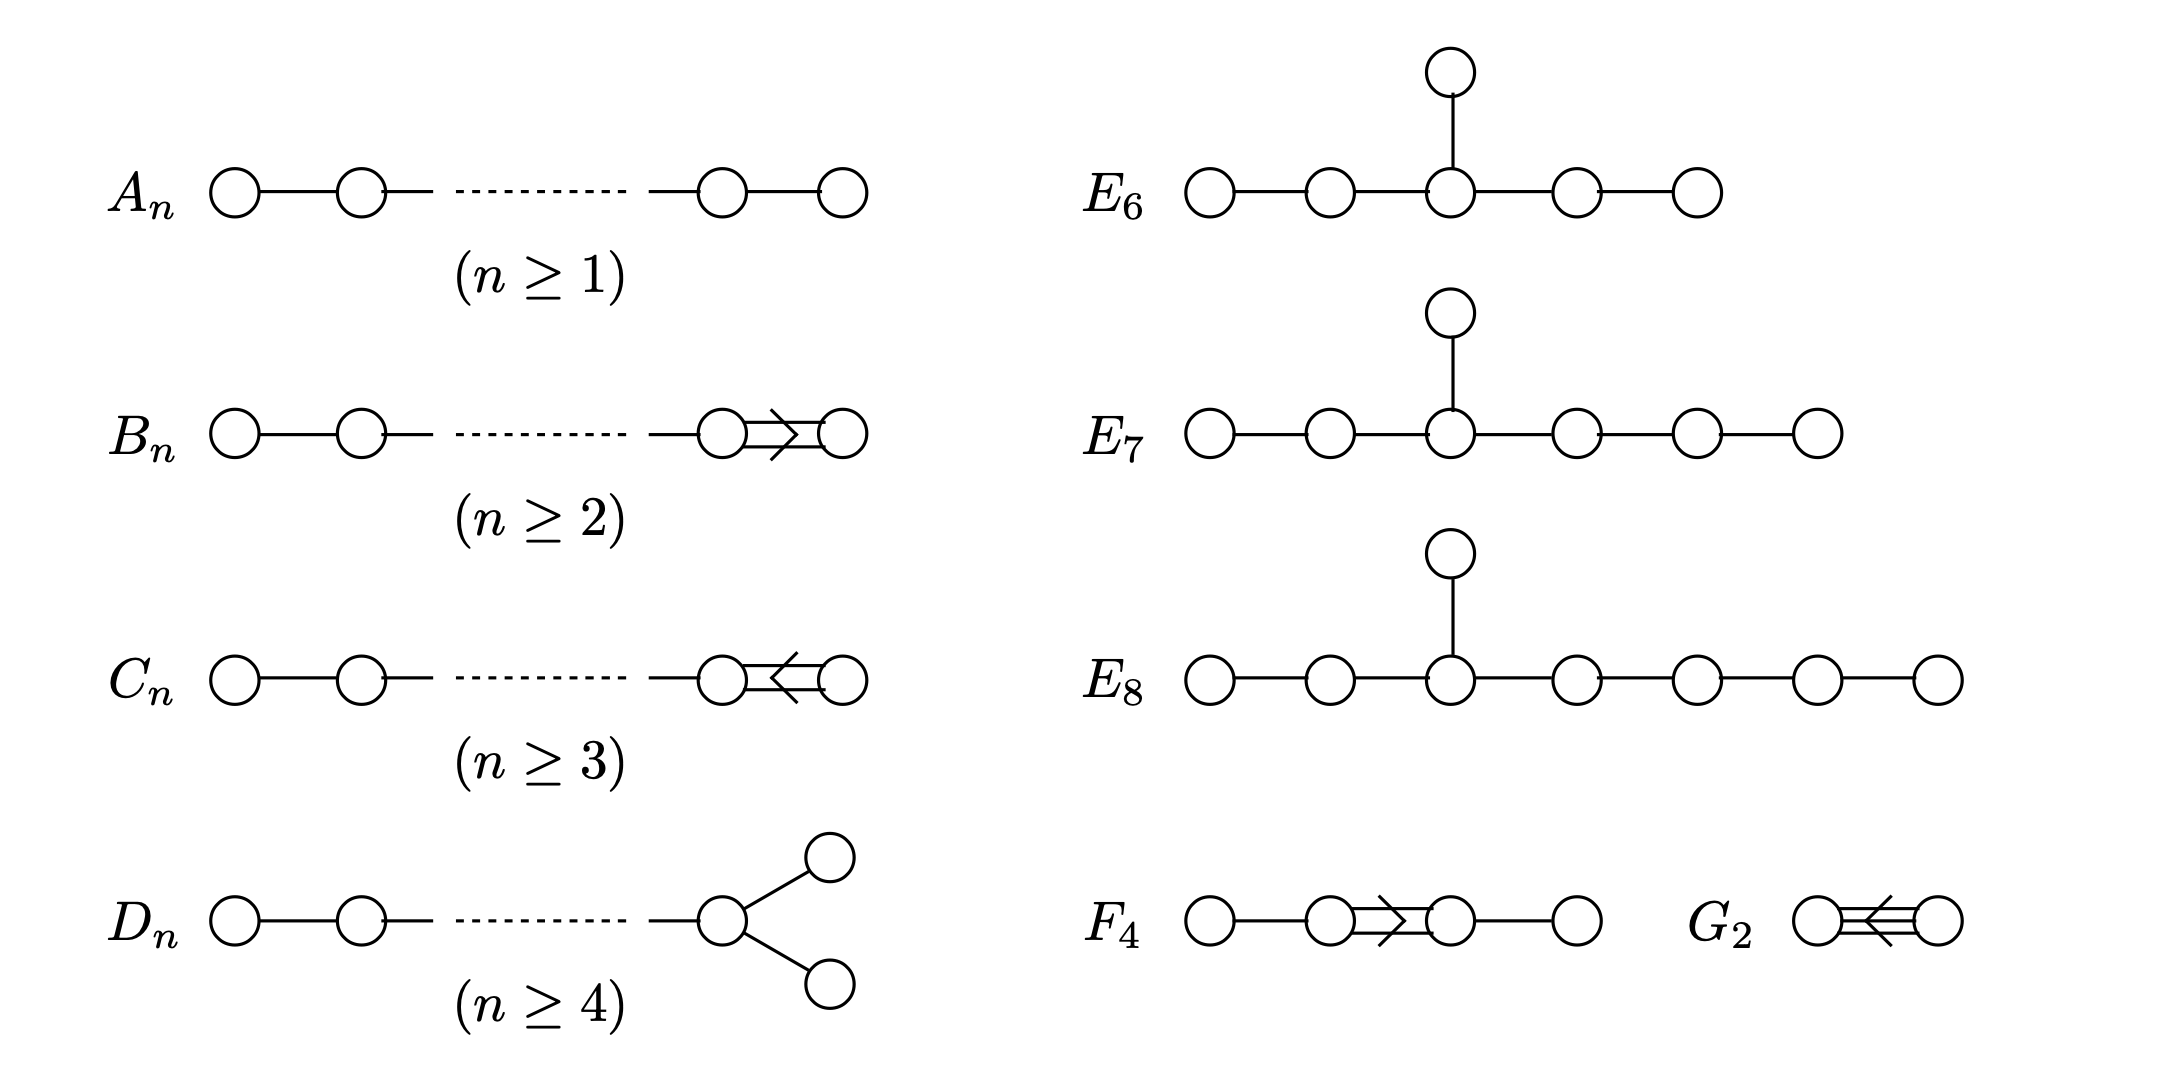 A_n
(n ≥ 1)
B_n
(n ≥ 2)
C_n
(n ≥ 3)
D_n
(n ≥ 4)
E_6
E_7
E_8
F_4
G_2